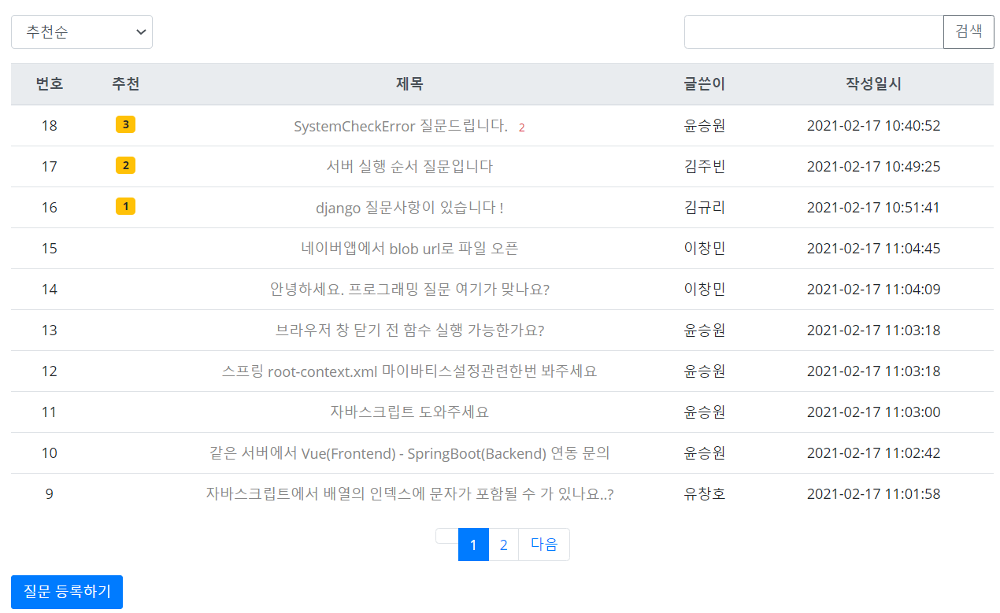 추천순 검색
번호 추천 제목 글쓴이 작성일시
18 3 SystemCheckError 질문드립니다. 2 윤승원 2021-02-17 10:40:52
17 2 서버 실행 순서 질문입니다 김주빈 2021-02-17 10:49:25
16 1 django 질문사항이 있습니다 ! 김규리 2021-02-17 10:51:41
15 네이버앱에서 blob url로 파일 오픈 이창민 2021-02-17 11:04:45
14 안녕하세요. 프로그래밍 질문 여기가 맞나요? 이창민 2021-02-17 11:04:09
13 브라우저 창 닫기 전 함수 실행 가능한가요? 윤승원 2021-02-17 11:03:18
12 스프링 root-context.xml 마이바티스설정관련한번 봐주세요 윤승원 2021-02-17 11:03:18
11 자바스크립트 도와주세요 윤승원 2021-02-17 11:03:00
10 같은 서버에서 Vue(Frontend) - SpringBoot(Backend) 연동 문의 윤승원 2021-02-17 11:02:42
9 자바스크립트에서 배열의 인덱스에 문자가 포함될 수 가 있나요..? 유창호 2021-02-17 11:01:58
1 2 다음
질문 등록하기